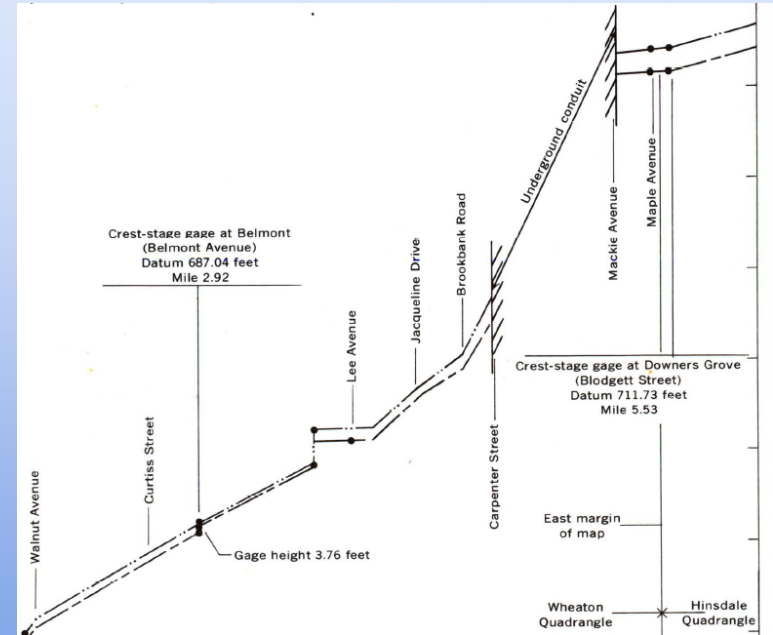 Underground conduit
Mackie Avenue
Maple Avenue
Crest-stage gage at Belmont
(Belmont Avenue)
Datum 687.04 feet
Mile 2.92
Brookbank Road
Jacqueline Drive
Lee Avenue
Crest-stage gage at Downers Grove
(Blodgett Street)
Datum 711.73 feet
Mile 5.53
Carpenter Street
Curtiss Street
Walnut Avenue
Gage height 3.76 feet
East margin
of map
Wheaton
Quadrangle
Hinsdale
Quadrangle